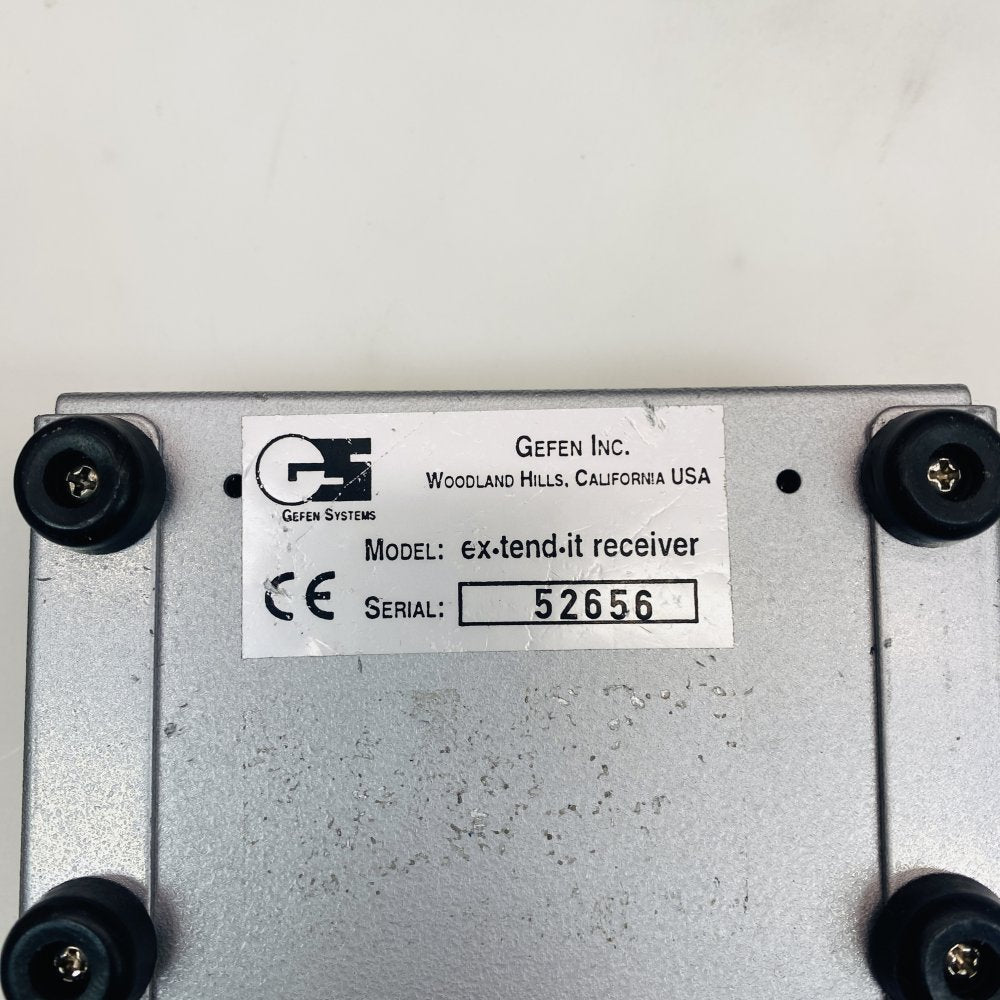 GS
GEFEN SYSTEMS
GEFEN INC.
WOODLAND HILLS, CALIFORNIA USA
MODEL: ex•tend•it receiver
CE
SERIAL: 52656